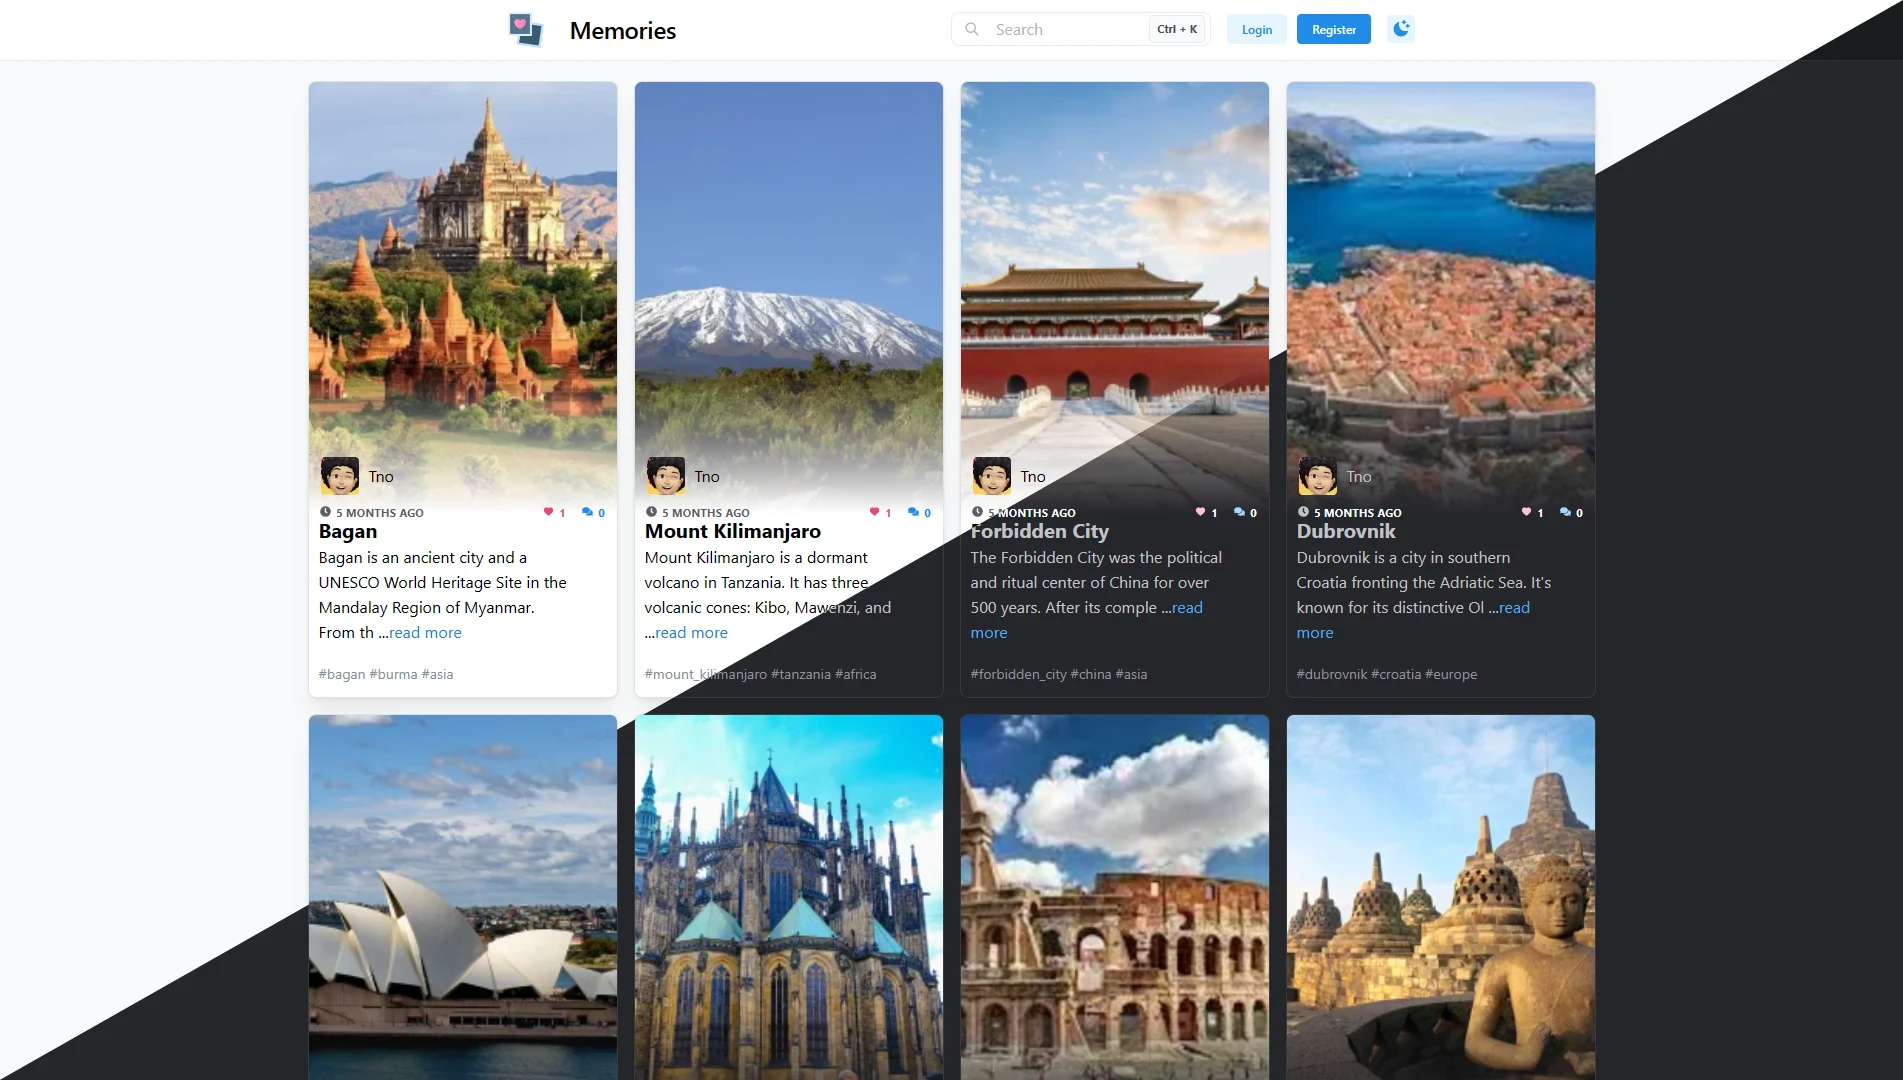 Memories
Search
Ctrl + K
Login
Register
Tno
5 MONTHS AGO
1
0
Bagan
Bagan is an ancient city and a
UNESCO World Heritage Site in the
Mandalay Region of Myanmar.
From th ...read more
#bagan #burma #asia
Tno
5 MONTHS AGO
1
0
Mount Kilimanjaro
Mount Kilimanjaro is a dormant
volcano in Tanzania. It has three
volcanic cones: Kibo, Mawenzi, and
...read more
#mount_kilimanjaro #tanzania #africa
Tno
5 MONTHS AGO
1
0
Forbidden City
The Forbidden City was the political
and ritual center of China for over
500 years. After its comple ...read
more
#forbidden_city #china #asia
Tno
5 MONTHS AGO
1
0
Dubrovnik
Dubrovnik is a city in southern
Croatia fronting the Adriatic Sea. It's
known for its distinctive Ol ...read
more
#dubrovnik #croatia #europe